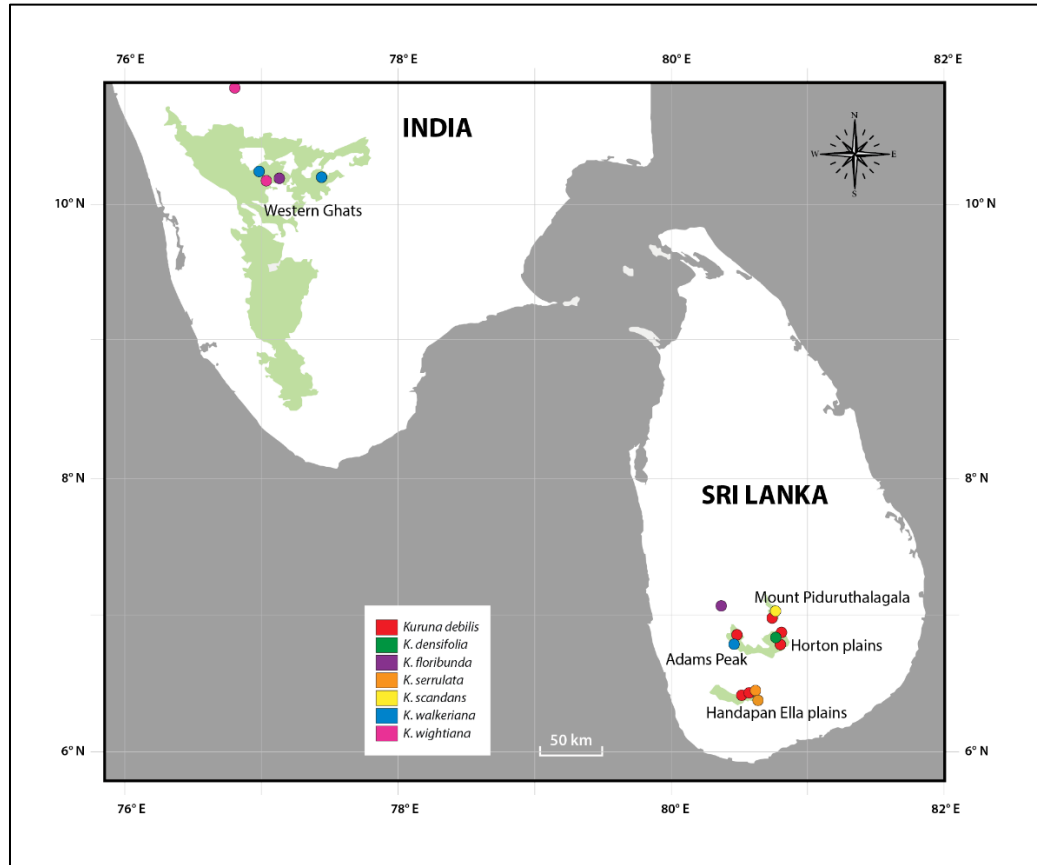 76° E
78° E
80° E
82° E
INDIA
N
W
E
S
Western Ghats
10° N
10° N
8° N
8° N
SRI LANKA
Mount Piduruthalagala
Horton plains
Adams Peak
Handapan Ella plains
Kuruna debilis
K. densifolia
K. floribunda
K. serrulata
K. scandans
K. walkeriana
K. wightiana
50 km
6° N
6° N
76° E
78° E
80° E
82° E